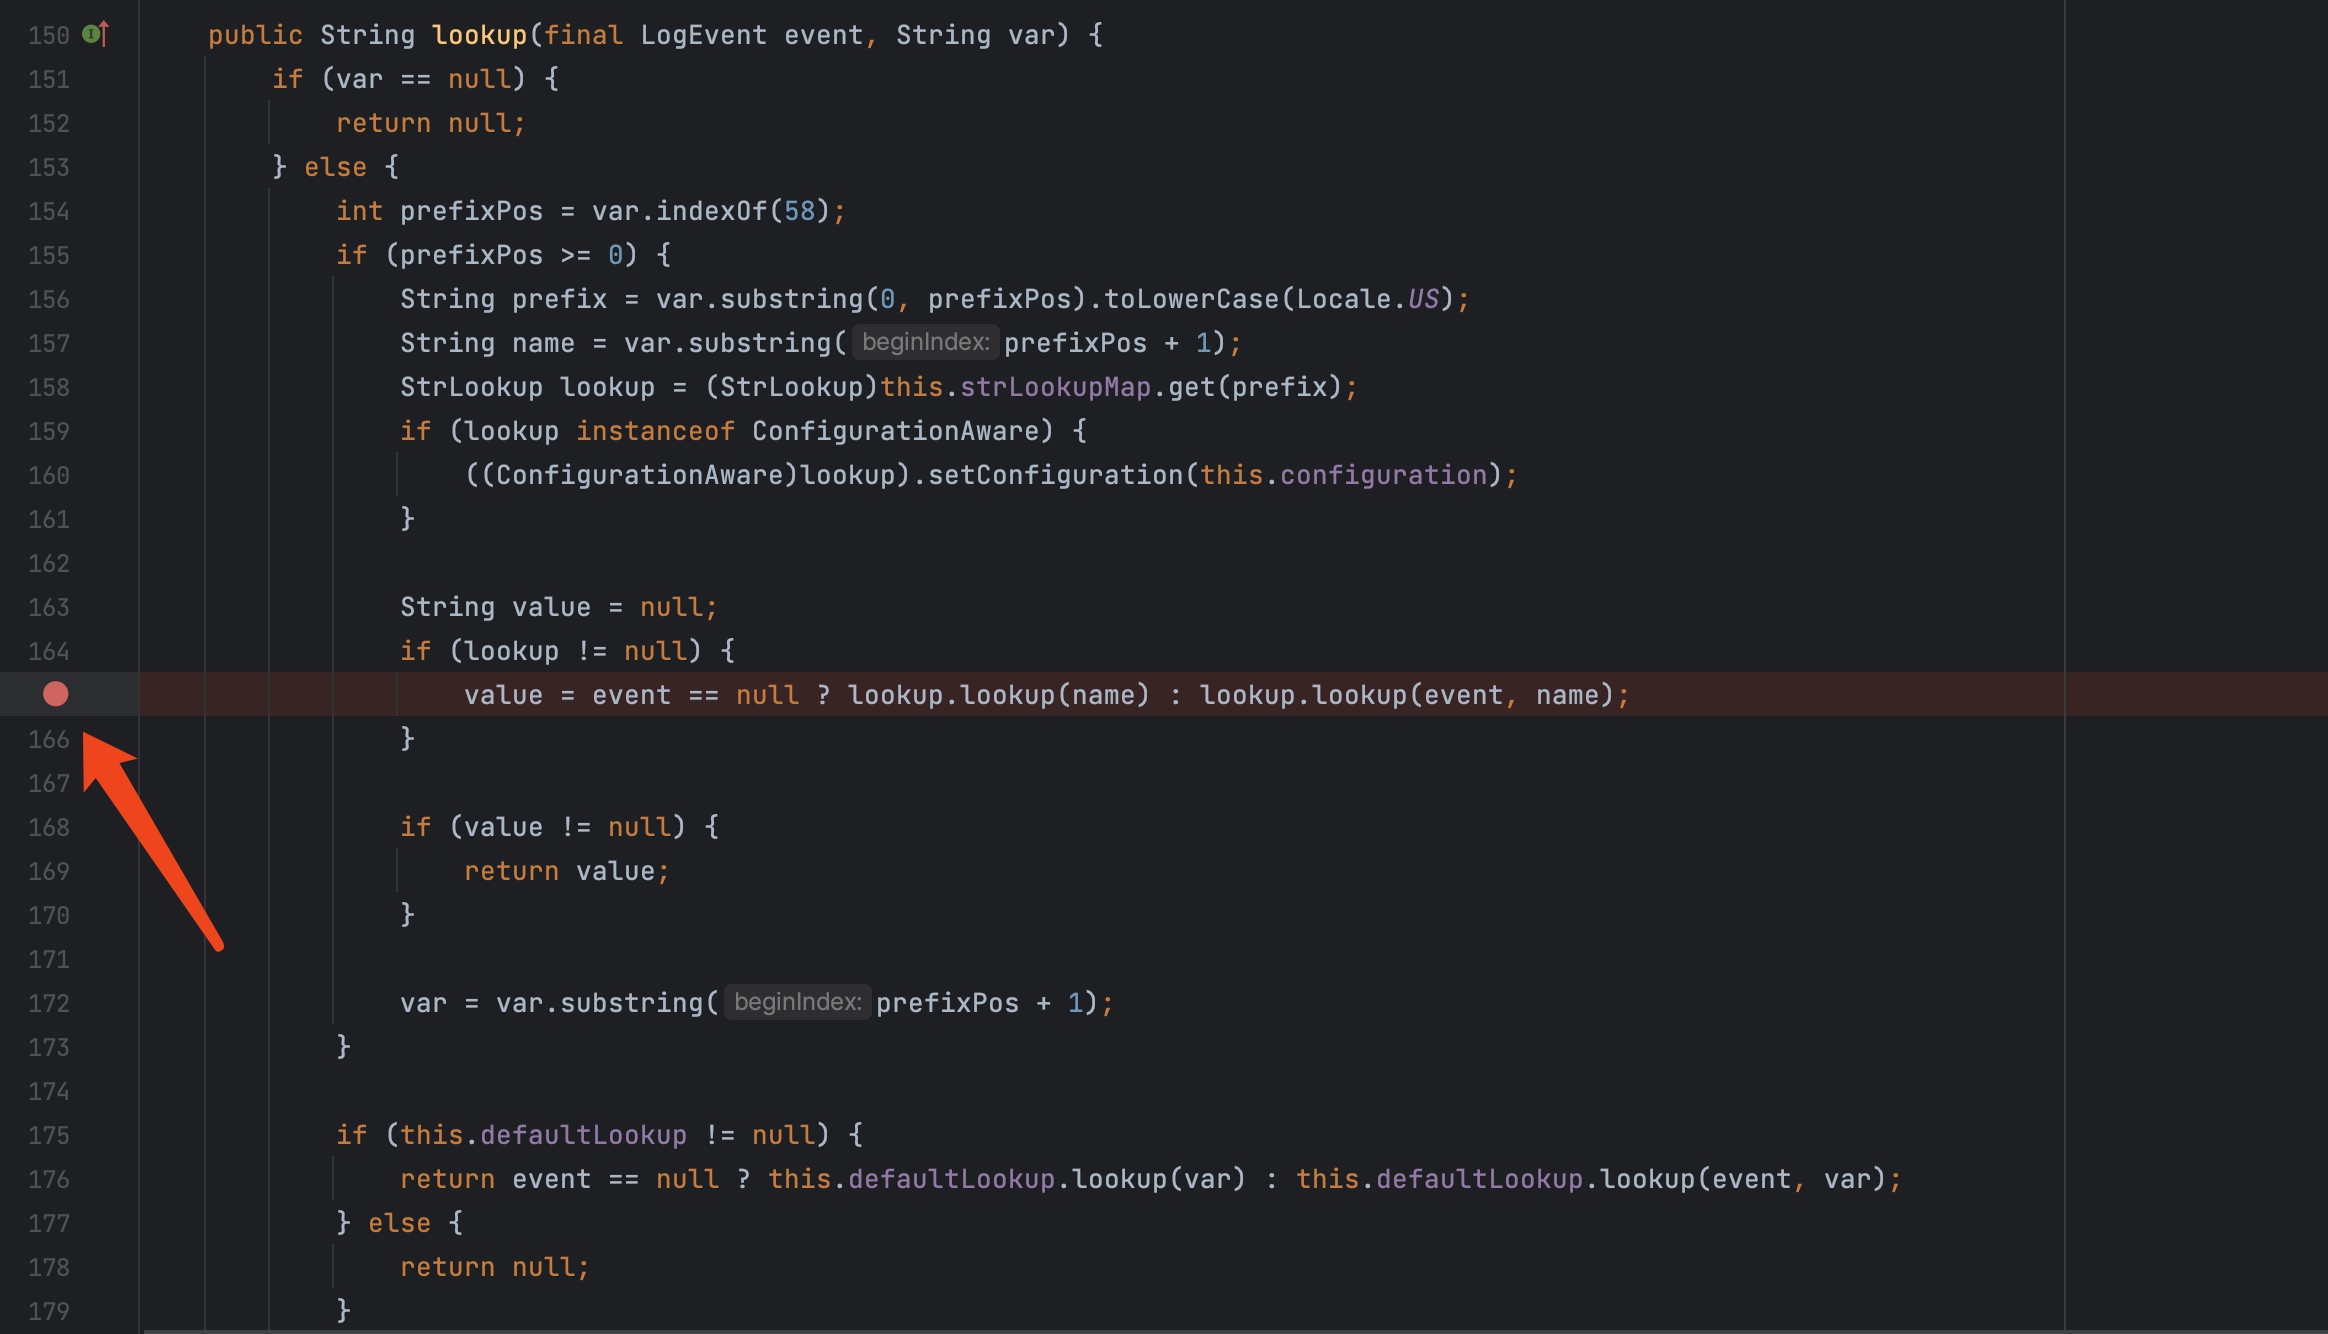 150 public String lookup(final LogEvent event, String var) {
151 if (var == null) {
152 return null;
153 } else {
154 int prefixPos = var.indexOf(58);
155 if (prefixPos >= 0) {
156 String prefix = var.substring(0, prefixPos).toLowerCase(Locale.US);
157 String name = var.substring( beginIndex: prefixPos + 1);
158 StrLookup lookup = (StrLookup)this.strLookupMap.get(prefix);
159 if (lookup instanceof ConfigurationAware) {
160 ((ConfigurationAware)lookup).setConfiguration(this.configuration);
161 }
162
163 String value = null;
164 if (lookup != null) {
value = event == null ? lookup.lookup(name) : lookup.lookup(event, name);
166 }
167
168 if (value != null) {
169 return value;
170 }
171
172 var = var.substring( beginIndex: prefixPos + 1);
173 }
174
175 if (this.defaultLookup != null) {
176 return event == null ? this.defaultLookup.lookup(var) : this.defaultLookup.lookup(event, var);
177 } else {
178 return null;
179 }